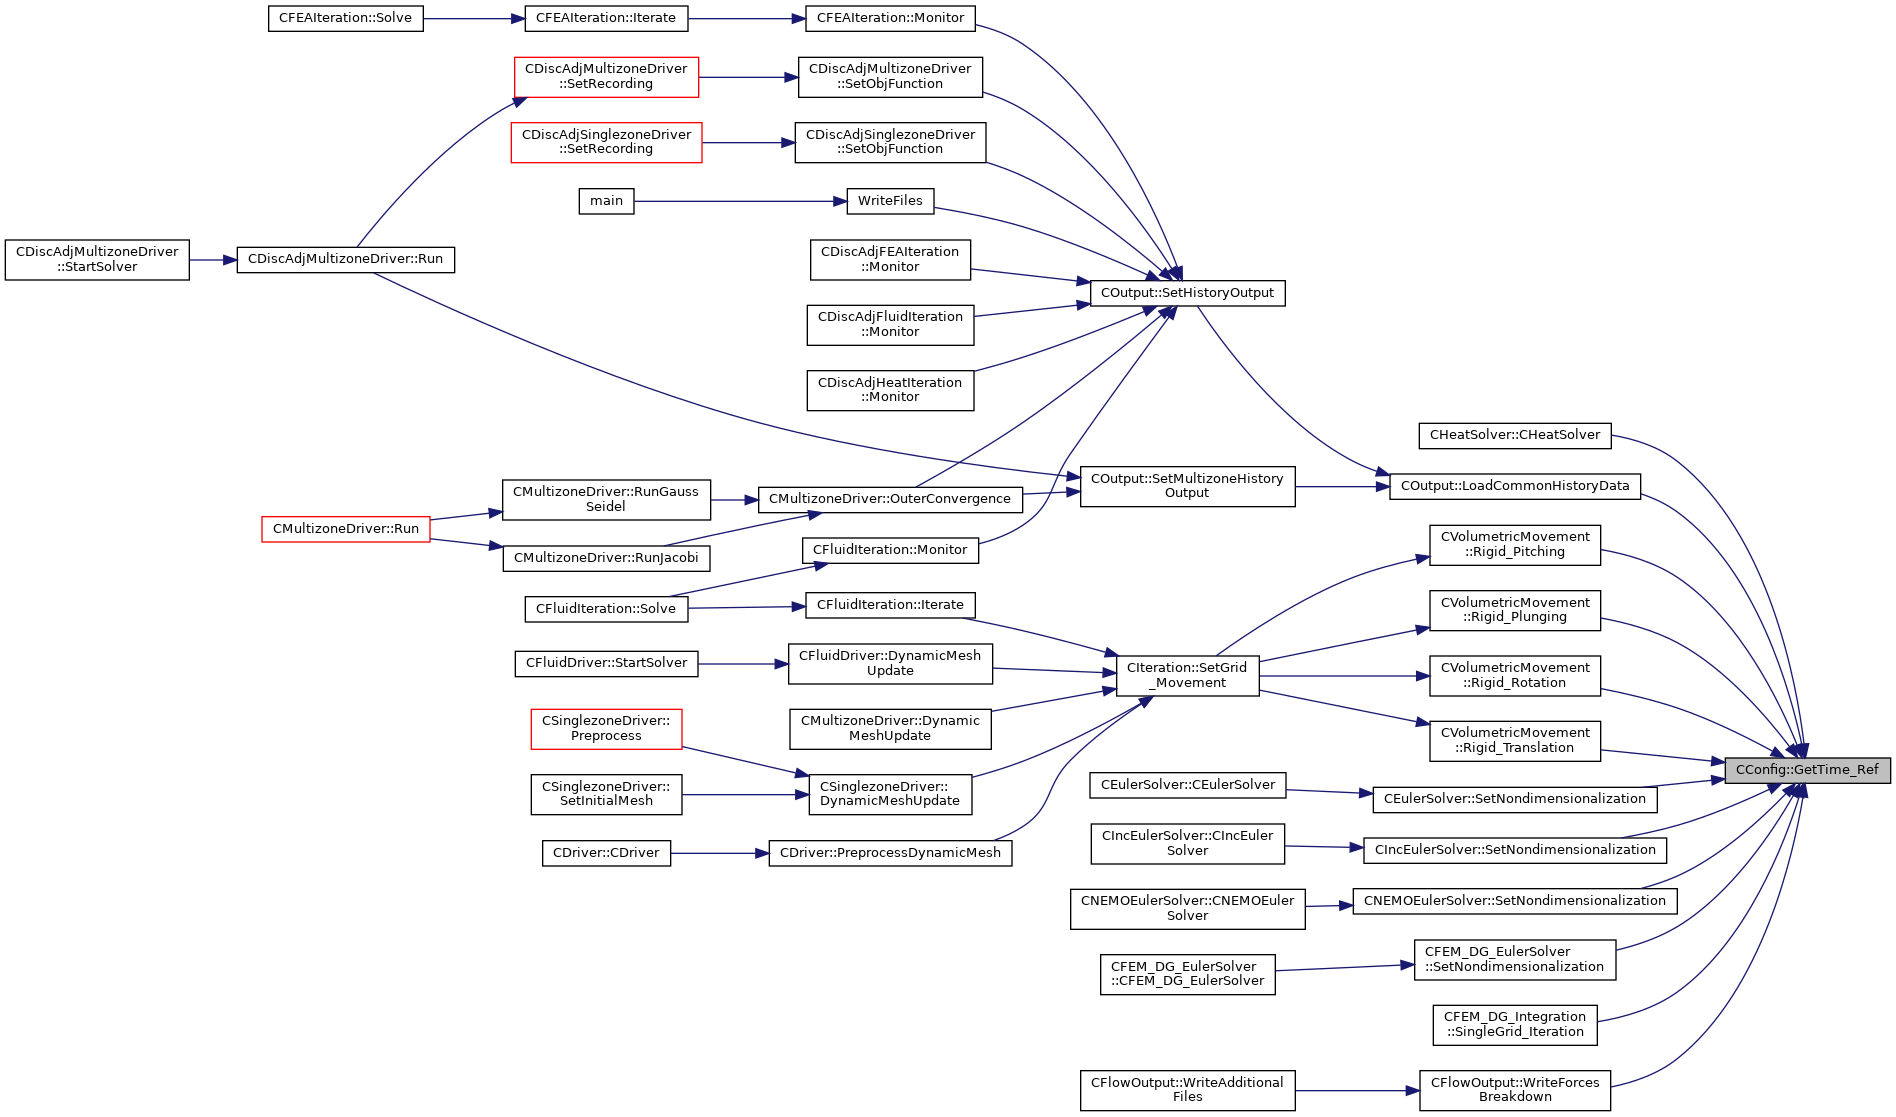 CFEAIteration::Solve
CFEAIteration::Iterate
CFEAIteration::Monitor
CDiscAdjMultizoneDriver
::SetRecording
CDiscAdjMultizoneDriver
::SetObjFunction
CDiscAdjSinglezoneDriver
::SetRecording
CDiscAdjSinglezoneDriver
::SetObjFunction
main
WriteFiles
CDiscAdjMultizoneDriver
::StartSolver
CDiscAdjMultizoneDriver::Run
CDiscAdjFEAIteration
::Monitor
COutput::SetHistoryOutput
CDiscAdjFluidIteration
::Monitor
CDiscAdjHeatIteration
::Monitor
CHeatSolver::CHeatSolver
COutput::SetMultizoneHistory
Output
COutput::LoadCommonHistoryData
CMultizoneDriver::RunGauss
Seidel
CMultizoneDriver::OuterConvergence
CMultizoneDriver::Run
CMultizoneDriver::RunJacobi
CFluidIteration::Monitor
CVolumetricMovement
::Rigid_Pitching
CFluidIteration::Solve
CFluidIteration::Iterate
CVolumetricMovement
::Rigid_Plunging
CFluidDriver::StartSolver
CFluidDriver::DynamicMesh
Update
CIteration::SetGrid
_Movement
CVolumetricMovement
::Rigid_Rotation
CSinglezoneDriver::
Preprocess
CMultizoneDriver::Dynamic
MeshUpdate
CVolumetricMovement
::Rigid_Translation
CConfig::GetTime_Ref
CSinglezoneDriver::
SetInitialMesh
CSinglezoneDriver::
DynamicMeshUpdate
CEulerSolver::CEulerSolver
CEulerSolver::SetNondimensionalization
CDriver::CDriver
CDriver::PreprocessDynamicMesh
CIncEulerSolver::CIncEuler
Solver
CIncEulerSolver::SetNondimensionalization
CNEMOEulerSolver::CNEMOEuler
Solver
CNEMOEulerSolver::SetNondimensionalization
CFEM_DG_EulerSolver
::CFEM_DG_EulerSolver
CFEM_DG_EulerSolver
::SetNondimensionalization
CFEM_DG_Integration
::SingleGrid_Iteration
CFlowOutput::WriteAdditional
Files
CFlowOutput::WriteForces
Breakdown